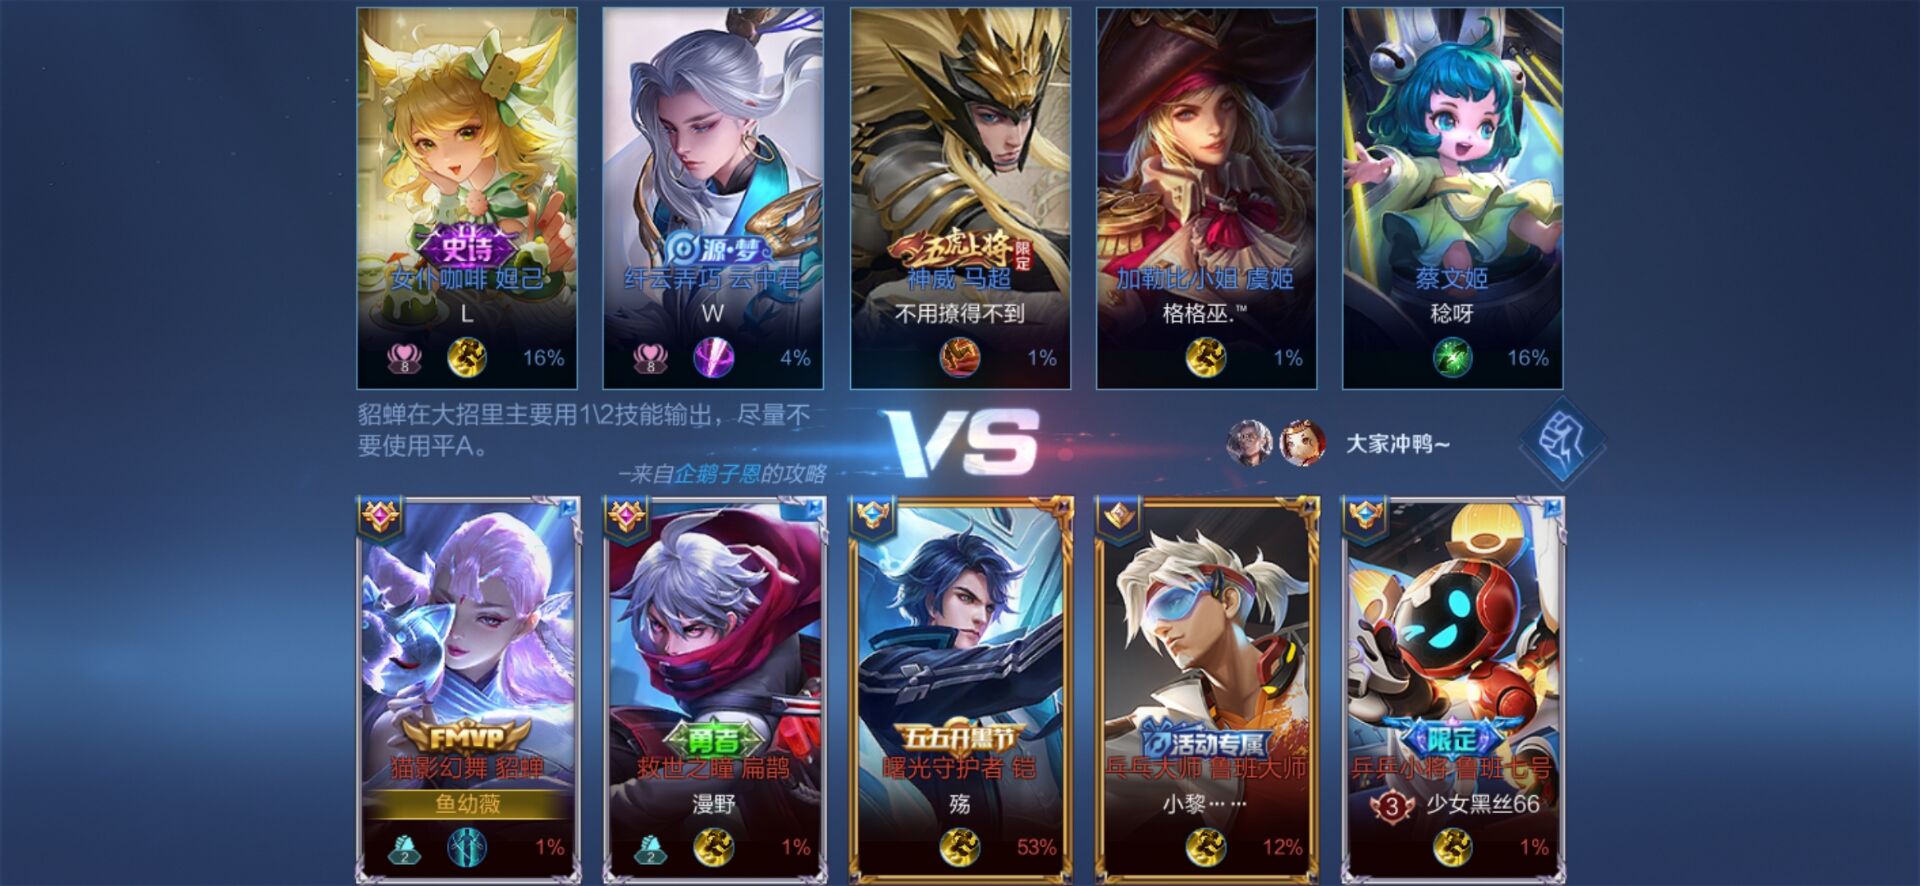 史诗
源·梦
五虎上将 限定
女仆咖啡 妲己
纤云弄巧 云中君
神威 马超
加勒比小姐 虞姬
蔡文姬
L
W
不用撩得不到
格格巫.™
稔呀
8
16%
8
4%
1%
1%
16%
貂蝉在大招里主要用1\2技能输出，尽量不
要使用平A。
–来自企鹅子恩的攻略
VS
大家冲鸭~
FMVP
勇者
五五开黑节
活动专属
限定
猫影幻舞 貂蝉
救世之瞳 扁鹊
曙光守护者 铠
乓乓大师 鲁班大师
乒乒小将 鲁班七号
鱼幼薇
漫野
殇
小黎……
3
少女黑丝66
2
1%
2
1%
53%
12%
1%